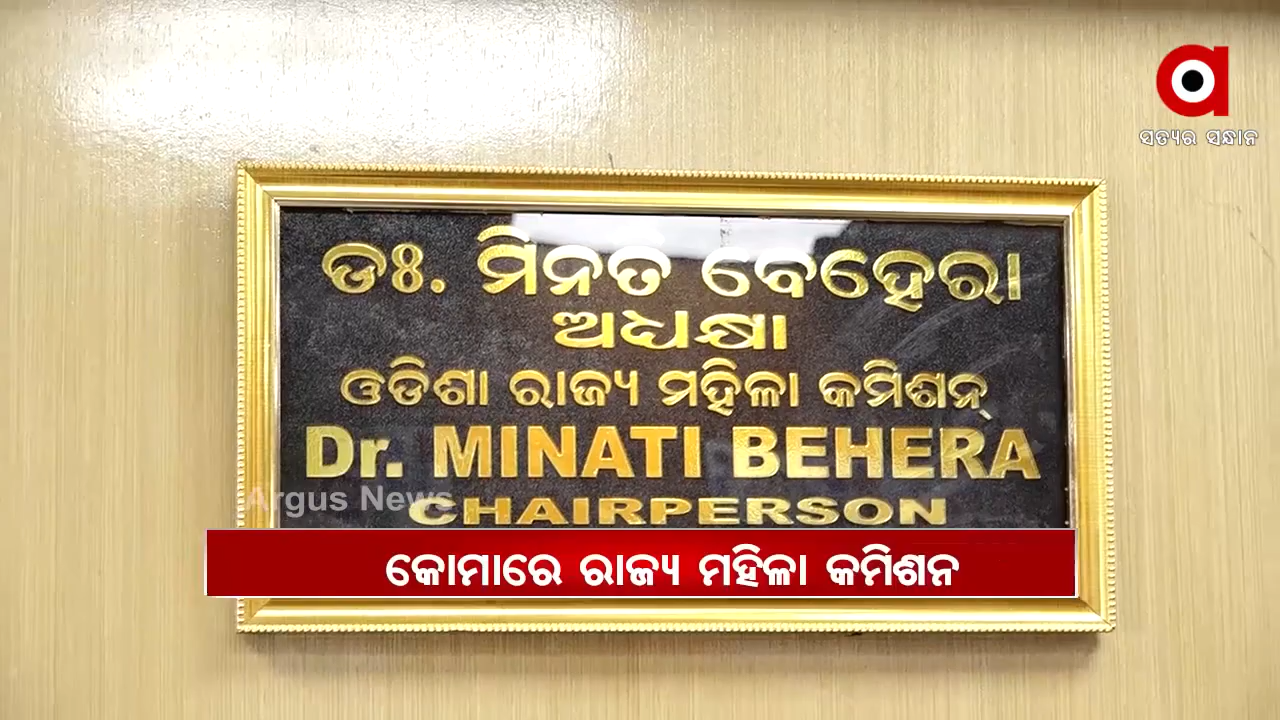 ସତ୍ୟର ସନ୍ଧାନ
ଡଃ. ମିନତି ବେହେରା
ଅଧ୍ୟକ୍ଷା
ଓଡିଶା ରାଜ୍ୟ ମହିଳା କମିଶନ୍
Dr. MINATI BEHERA
Argus News
CHAIRPERSON
କୋମାରେ ରାଜ୍ୟ ମହିଳା କମିଶନ